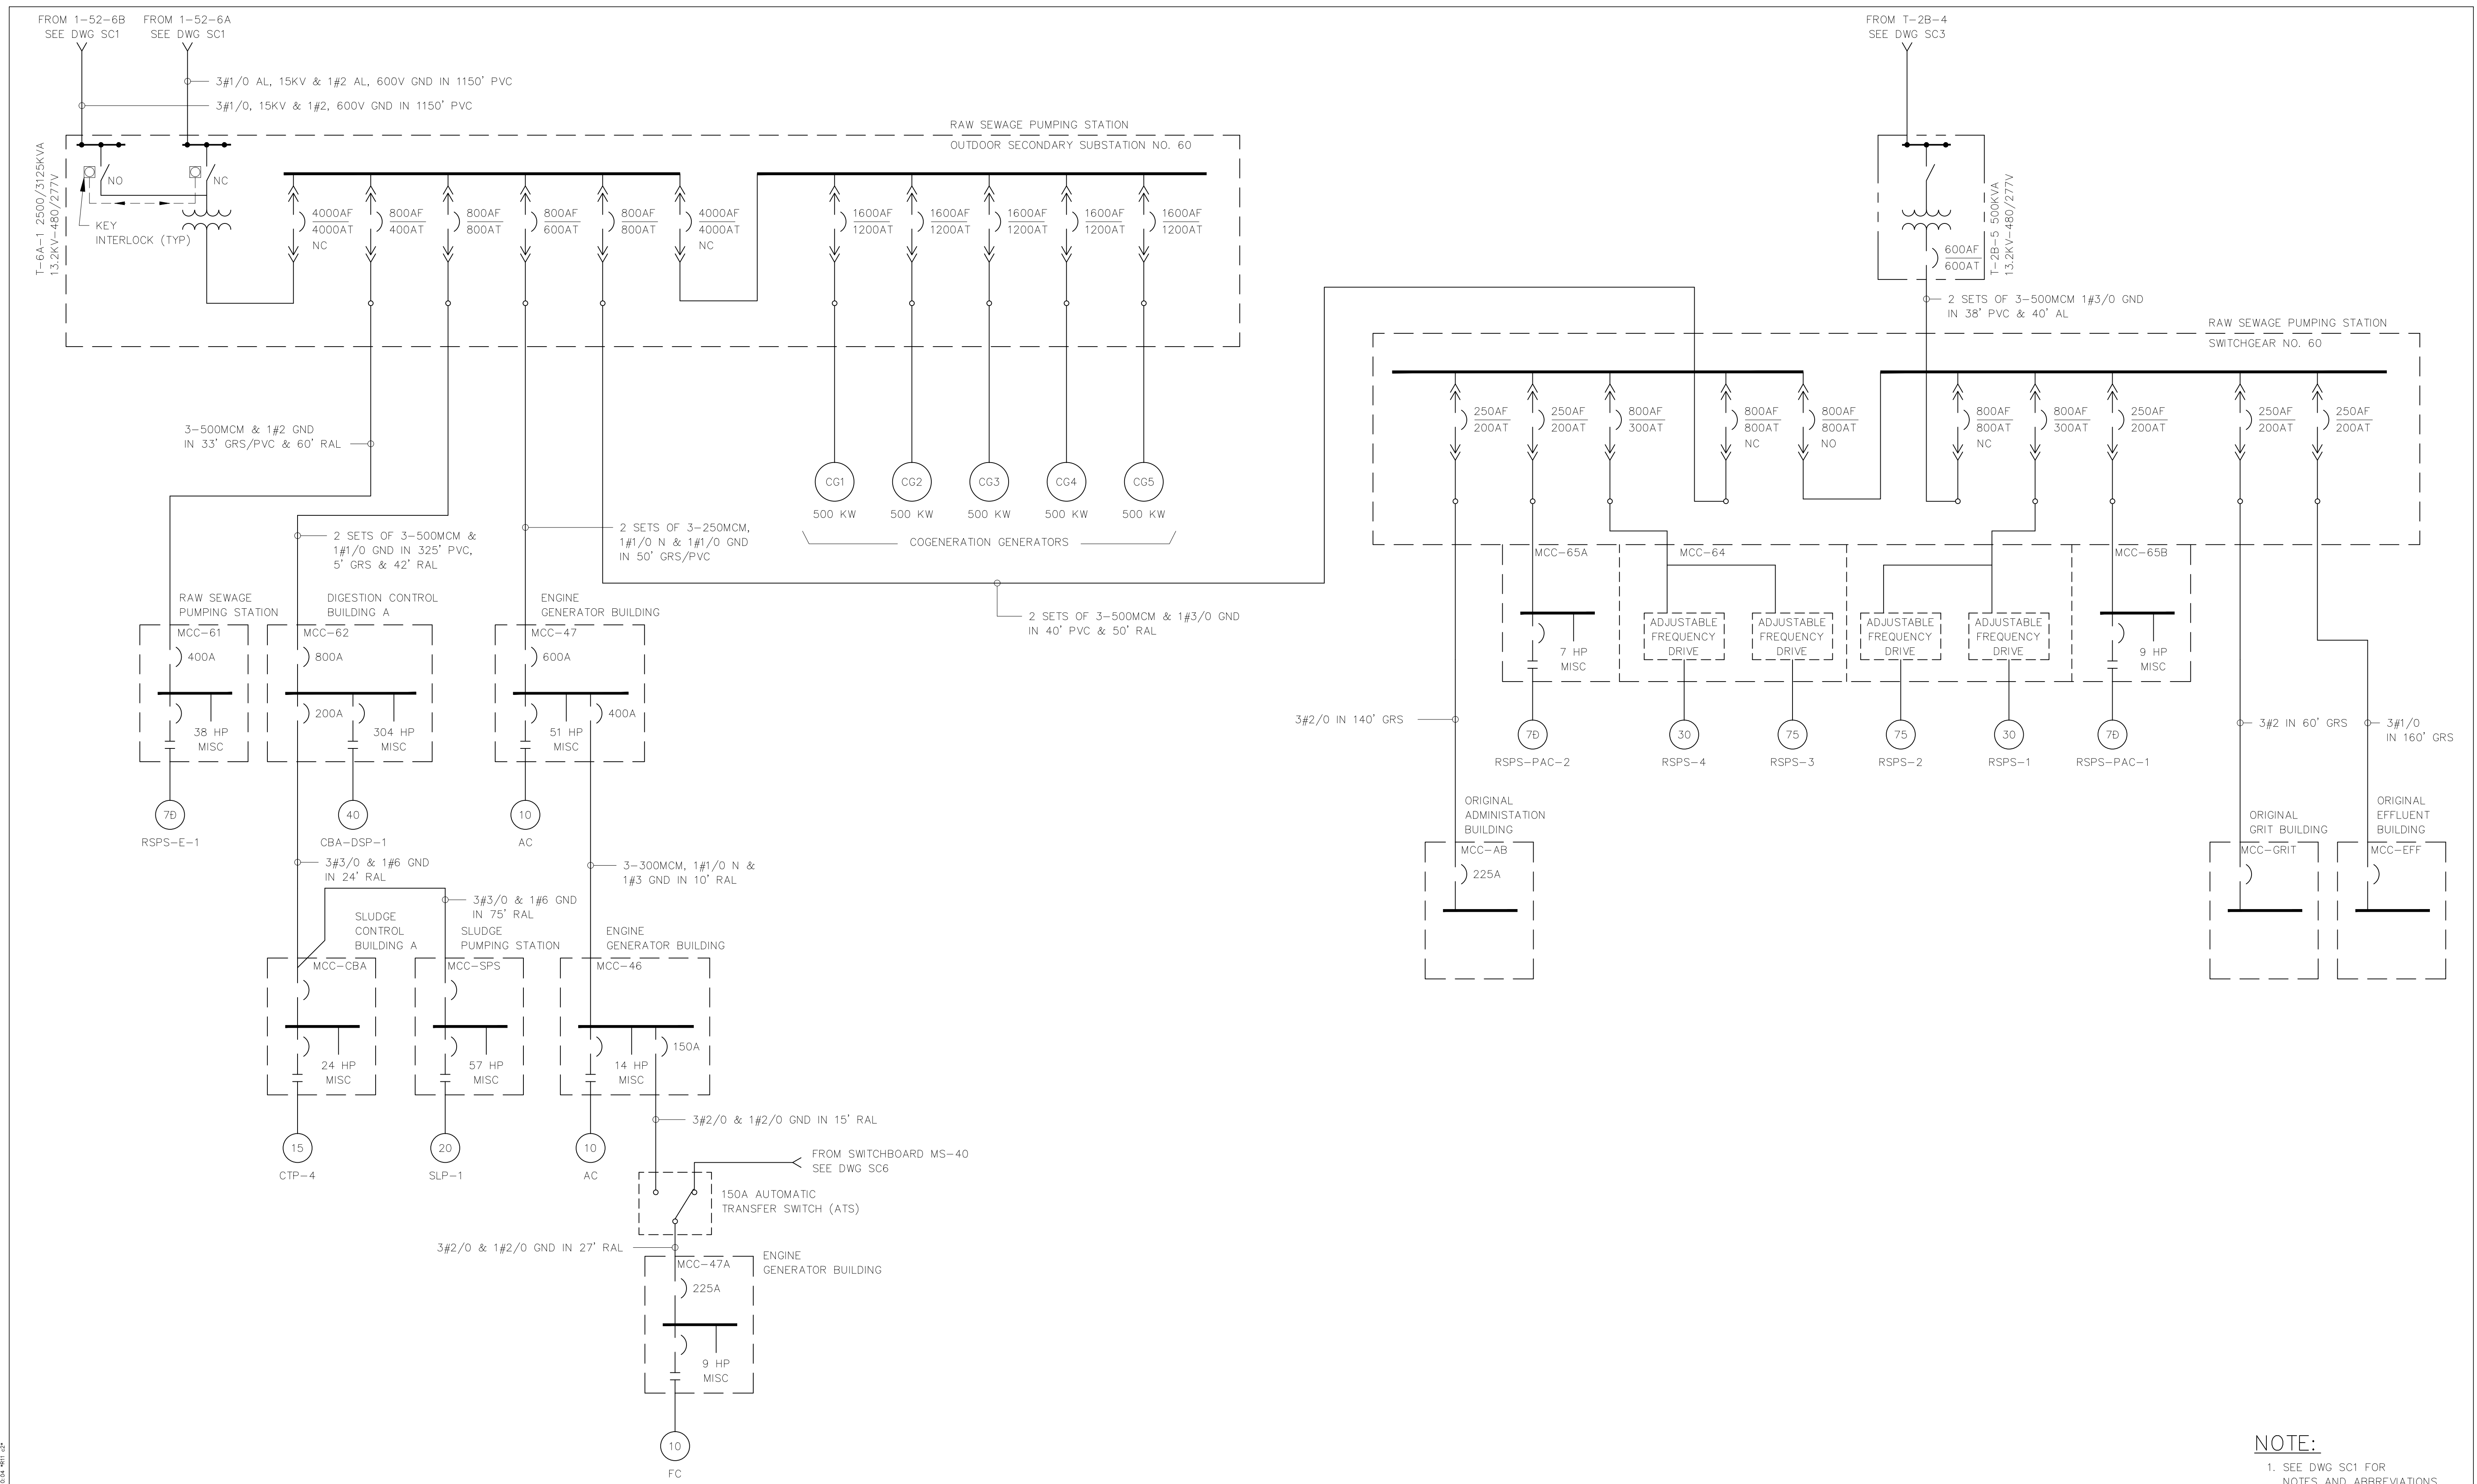 FROM 1-52-6B
SEE DWG SC1
FROM 1-52-6A
SEE DWG SC1
3#1/0 AL, 15KV & 1#2 AL, 600V GND IN 1150' PVC
3#1/0, 15KV & 1#2, 600V GND IN 1150' PVC
T-6A-1 2500/3125KVA
13.2KV-480/277V
NO
NC
KEY
INTERLOCK (TYP)
RAW SEWAGE PUMPING STATION
OUTDOOR SECONDARY SUBSTATION NO. 60
4000AF
4000AT
NC
800AF
400AT
800AF
800AT
800AF
600AT
800AF
800AT
4000AF
4000AT
NC
1600AF
1200AT
1600AF
1200AT
1600AF
1200AT
1600AF
1200AT
1600AF
1200AT
FROM T-2B-4
SEE DWG SC3
600AF
600AT
T-2B-5 500KVA
13.2KV-480/277V
2 SETS OF 3-500MCM 1#3/0 GND
IN 38' PVC & 40' AL
RAW SEWAGE PUMPING STATION
SWITCHGEAR NO. 60
250AF
200AT
250AF
200AT
800AF
300AT
800AF
800AT
NC
800AF
800AT
NO
800AF
800AT
NC
800AF
300AT
250AF
200AT
250AF
200AT
250AF
200AT
3-500MCM & 1#2 GND
IN 33' GRS/PVC & 60' RAL
CG1
CG2
CG3
CG4
CG5
500 KW
500 KW
500 KW
500 KW
500 KW
COGENERATION GENERATORS
2 SETS OF 3-500MCM &
1#1/0 GND IN 325' PVC,
5' GRS & 42' RAL
2 SETS OF 3-250MCM,
1#1/0 N & 1#1/0 GND
IN 50' GRS/PVC
2 SETS OF 3-500MCM & 1#3/0 GND
IN 40' PVC & 50' RAL
RAW SEWAGE
PUMPING STATION
MCC-61
400A
38 HP
MISC
7Đ
RSPS-E-1
DIGESTION CONTROL
BUILDING A
MCC-62
800A
200A
304 HP
MISC
40
CBA-DSP-1
ENGINE
GENERATOR BUILDING
MCC-47
600A
51 HP
MISC
400A
10
AC
MCC-65A
7 HP
MISC
7Đ
RSPS-PAC-2
MCC-64
ADJUSTABLE
FREQUENCY
DRIVE
30
RSPS-4
ADJUSTABLE
FREQUENCY
DRIVE
75
RSPS-3
ADJUSTABLE
FREQUENCY
DRIVE
75
RSPS-2
ADJUSTABLE
FREQUENCY
DRIVE
30
RSPS-1
MCC-65B
9 HP
MISC
7Đ
RSPS-PAC-1
3#2/0 IN 140' GRS
3#2 IN 60' GRS
3#1/0
IN 160' GRS
ORIGINAL
ADMINISTATION
BUILDING
MCC-AB
225A
ORIGINAL
GRIT BUILDING
MCC-GRIT
ORIGINAL
EFFLUENT
BUILDING
MCC-EFF
3#3/0 & 1#6 GND
IN 24' RAL
3#3/0 & 1#6 GND
IN 75' RAL
3-300MCM, 1#1/0 N &
1#3 GND IN 10' RAL
SLUDGE
CONTROL
BUILDING A
MCC-CBA
24 HP
MISC
15
CTP-4
SLUDGE
PUMPING STATION
MCC-SPS
57 HP
MISC
20
SLP-1
ENGINE
GENERATOR BUILDING
MCC-46
14 HP
MISC
150A
10
AC
3#2/0 & 1#2/0 GND IN 15' RAL
FROM SWITCHBOARD MS-40
SEE DWG SC6
150A AUTOMATIC
TRANSFER SWITCH (ATS)
3#2/0 & 1#2/0 GND IN 27' RAL
ENGINE
GENERATOR BUILDING
MCC-47A
225A
9 HP
MISC
10
FC
NOTE:
1. SEE DWG SC1 FOR
NOTES AND ABBREVIATIONS